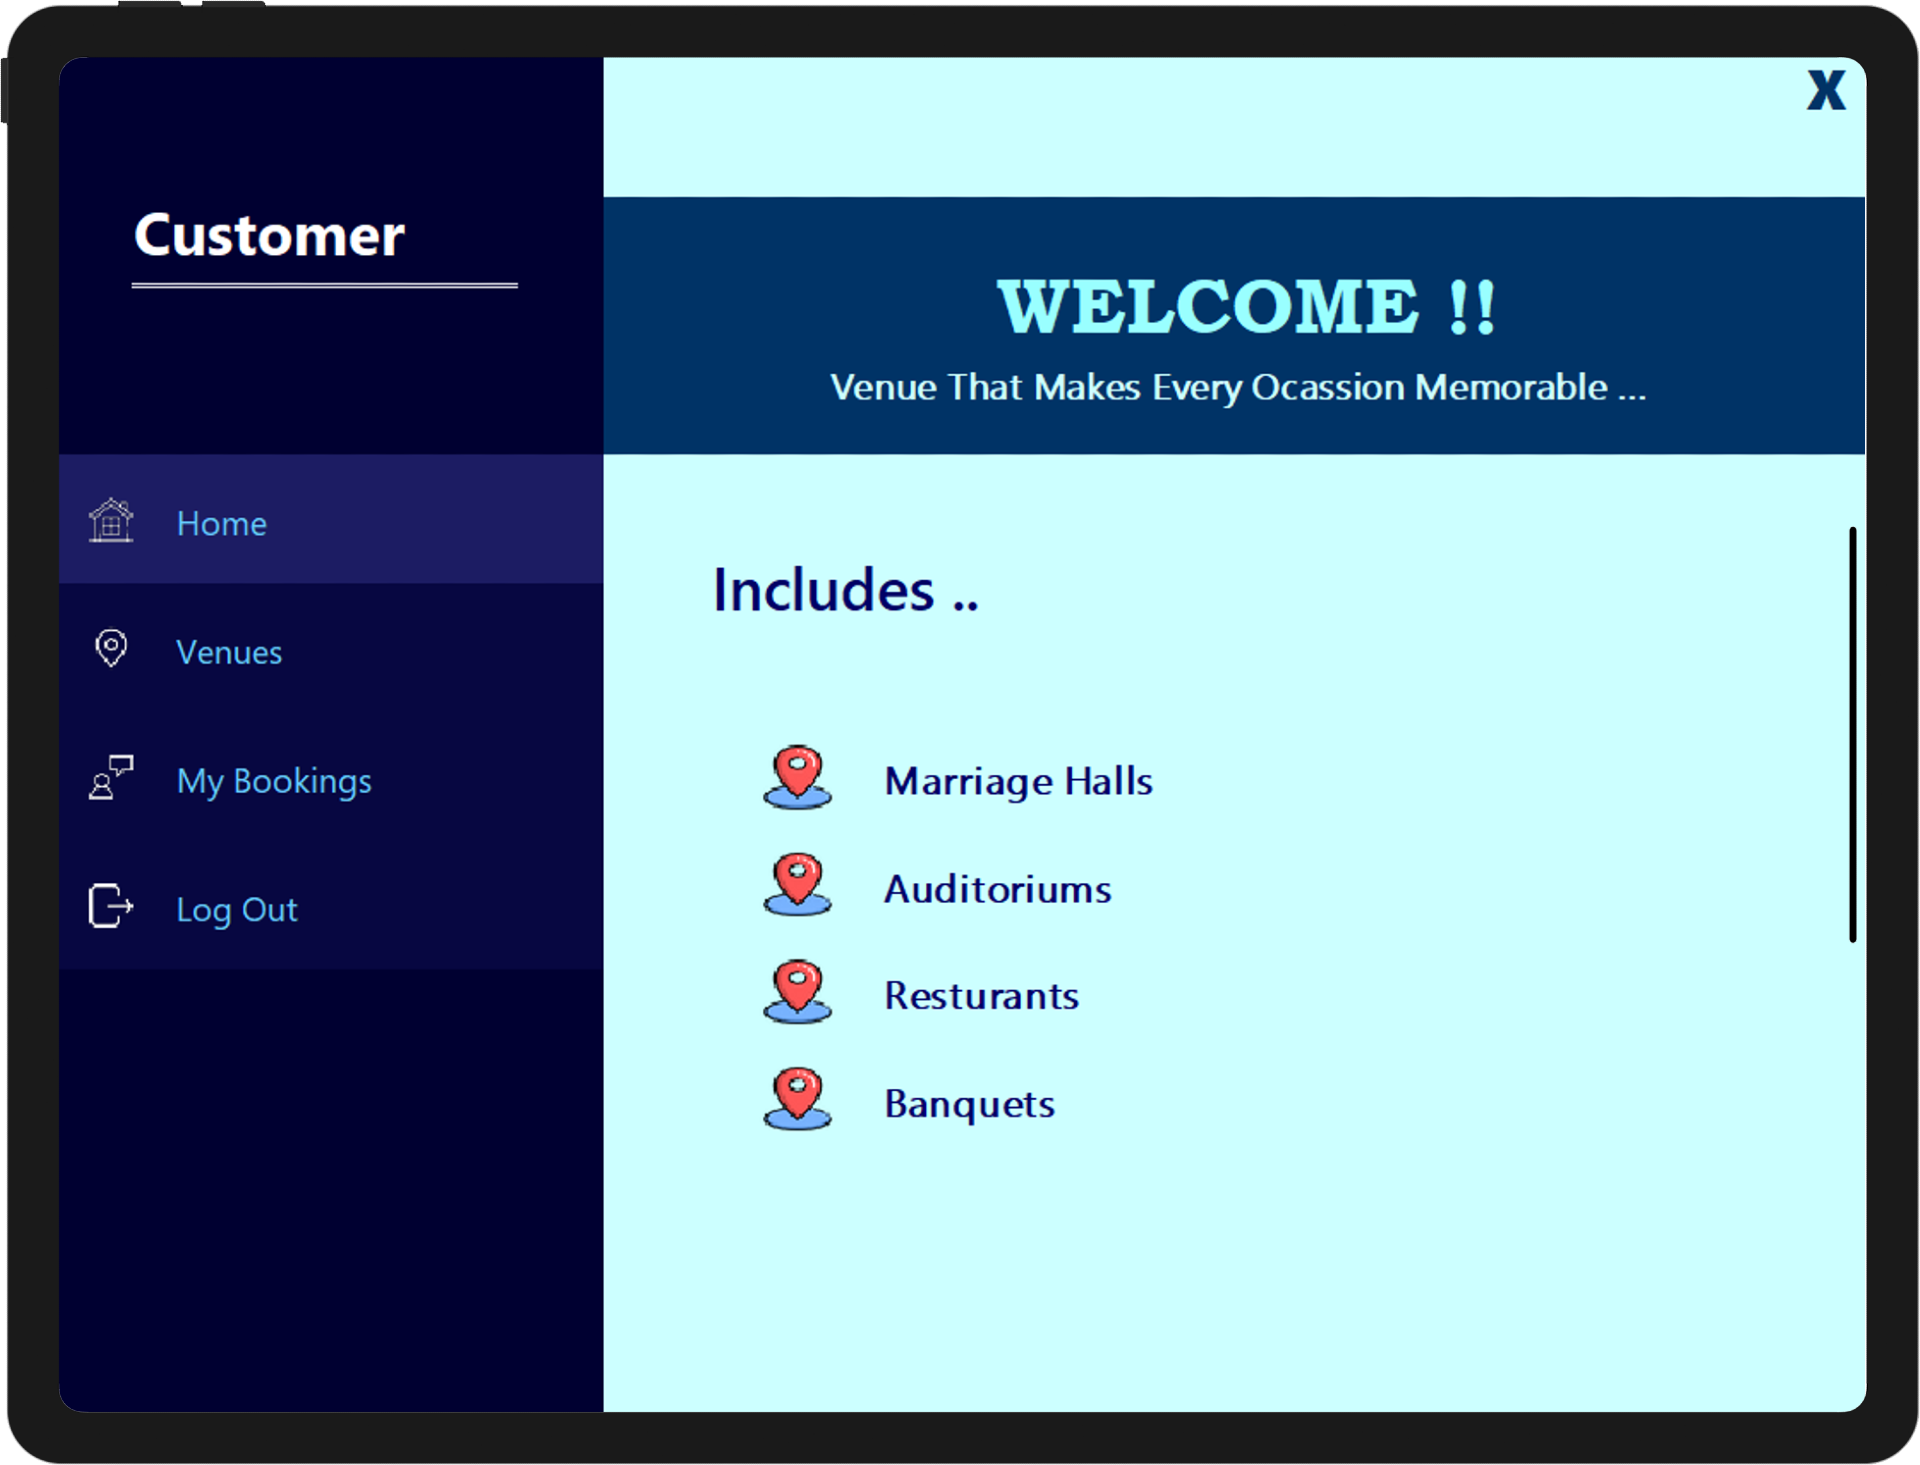 X
Customer
WELCOME !!
Venue That Makes Every Ocassion Memorable ...
Home
Venues
My Bookings
Log Out
Includes ..
Marriage Halls
Auditoriums
Resturants
Banquets